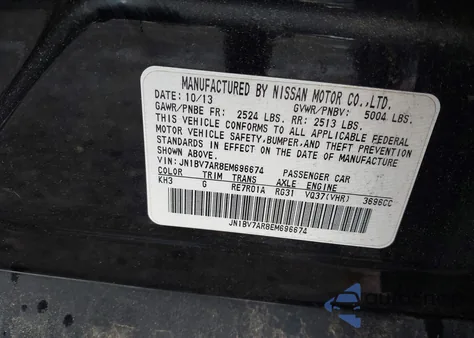 MANUFACTURED BY NISSAN MOTOR CO.,LTD.
DATE: 10/13 GVWR/PNBV: 5004 LBS.
GAWR/PNBE FR: 2524 LBS. RR: 2513 LBS.
THIS VEHICLE CONFORMS TO ALL APPLICABLE FEDERAL
MOTOR VEHICLE SAFETY,BUMPER,AND THEFT PREVENTION
STANDARDS IN EFFECT ON THE DATE OF MANUFACTURE
SHOWN ABOVE.
VIN: JN1BV7AR8EM696674 PASSENGER CAR
COLOR TRIM TRANS AXLE ENGINE
KH3 G RE7R01A RG31 VQ37(VHR) 3696CC
JN1BV7AR8EM696674